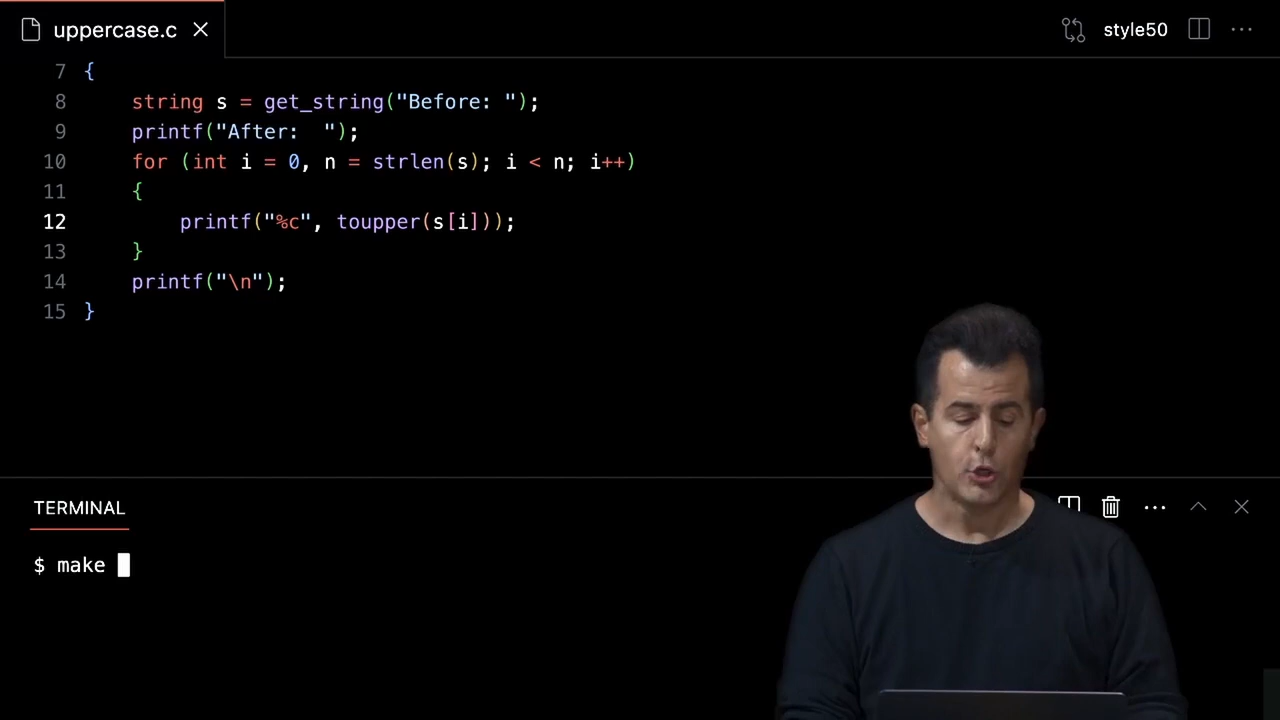 uppercase.c
style50
7 {
8 string s = get_string("Before: ");
9 printf("After:  ");
10 for (int i = 0, n = strlen(s); i < n; i++)
11 {
12 printf("%c", toupper(s[i]));
13 }
14 printf("\n");
15 }
TERMINAL
$ make